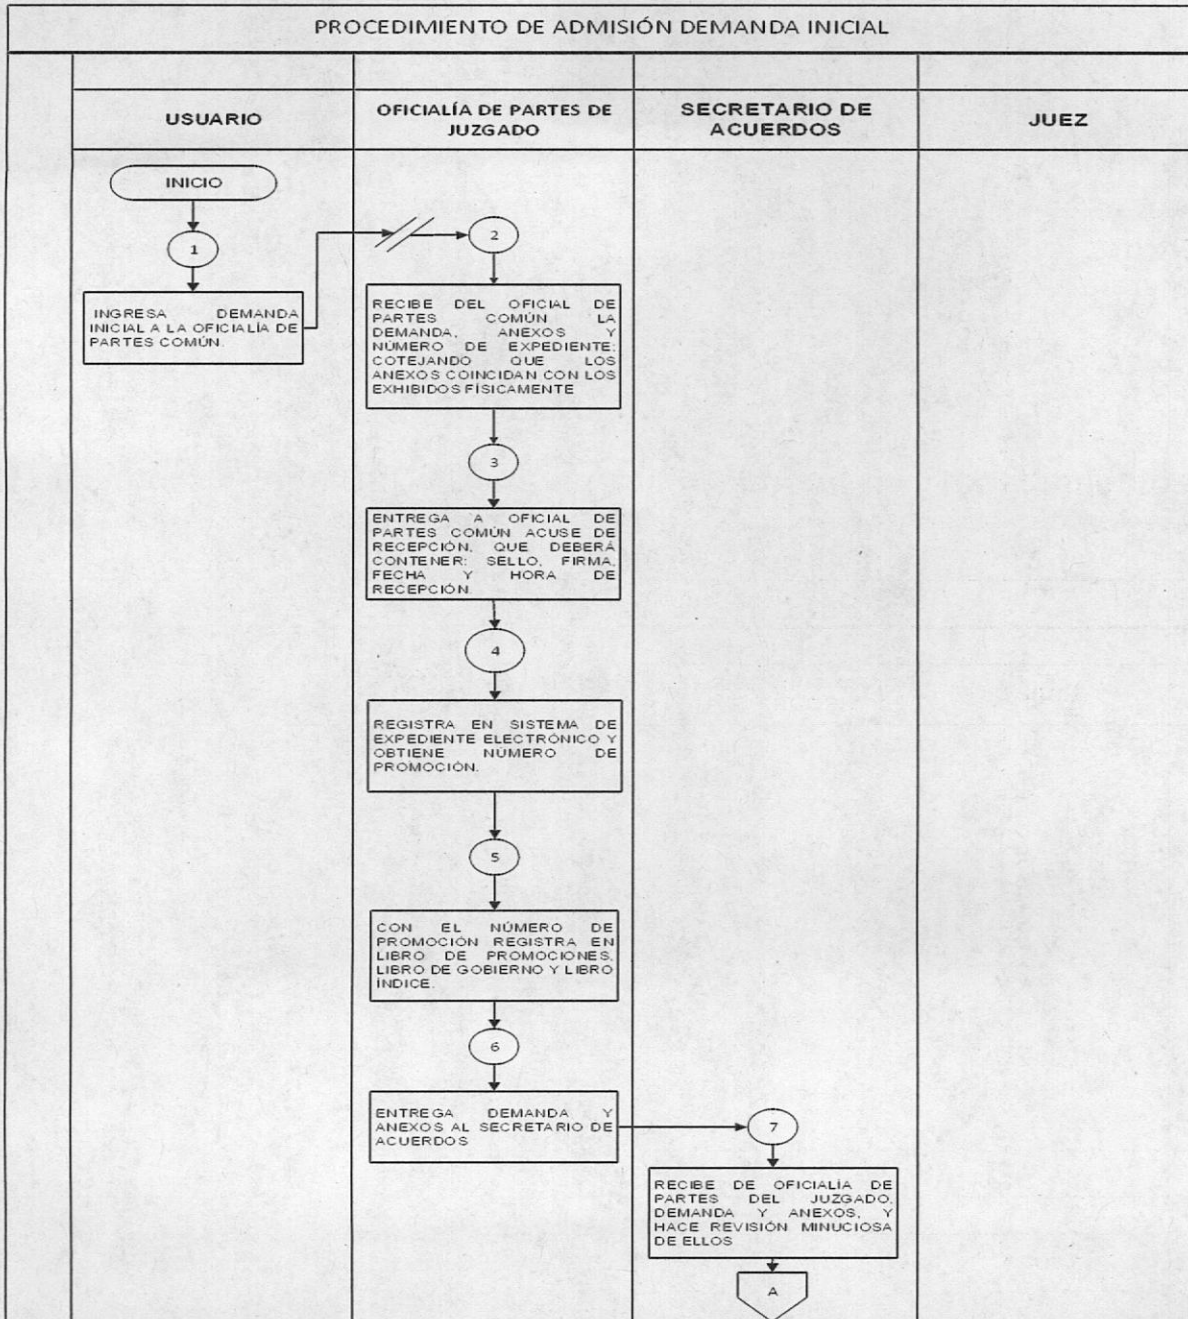 PROCEDIMIENTO DE ADMISIÓN DEMANDA INICIAL
USUARIO
OFICIALÍA DE PARTES DE
JUZGADO
SECRETARIO DE
ACUERDOS
JUEZ
INICIO
1
INGRESA DEMANDA
INICIAL A LA OFICIALÍA DE
PARTES COMÚN.
2
RECIBE DEL OFICIAL DE
PARTES COMÚN LA
DEMANDA, ANEXOS Y
NÚMERO DE EXPEDIENTE;
COTEJANDO QUE LOS
ANEXOS COINCIDAN CON LOS
EXHIBIDOS FÍSICAMENTE
3
ENTREGA A OFICIAL DE
PARTES COMÚN ACUSE DE
RECEPCIÓN, QUE DEBERÁ
CONTENER: SELLO, FIRMA,
FECHA Y HORA DE
RECEPCIÓN.
4
REGISTRA EN SISTEMA DE
EXPEDIENTE ELECTRÓNICO Y
OBTIENE NÚMERO DE
PROMOCIÓN.
5
CON EL NÚMERO DE
PROMOCIÓN REGISTRA EN
LIBRO DE PROMOCIONES,
LIBRO DE GOBIERNO Y LIBRO
ÍNDICE.
6
ENTREGA DEMANDA Y
ANEXOS AL SECRETARIO DE
ACUERDOS
7
RECIBE DE OFICIALÍA DE
PARTES DEL JUZGADO,
DEMANDA Y ANEXOS, Y
HACE REVISIÓN MINUCIOSA
DE ELLOS
A